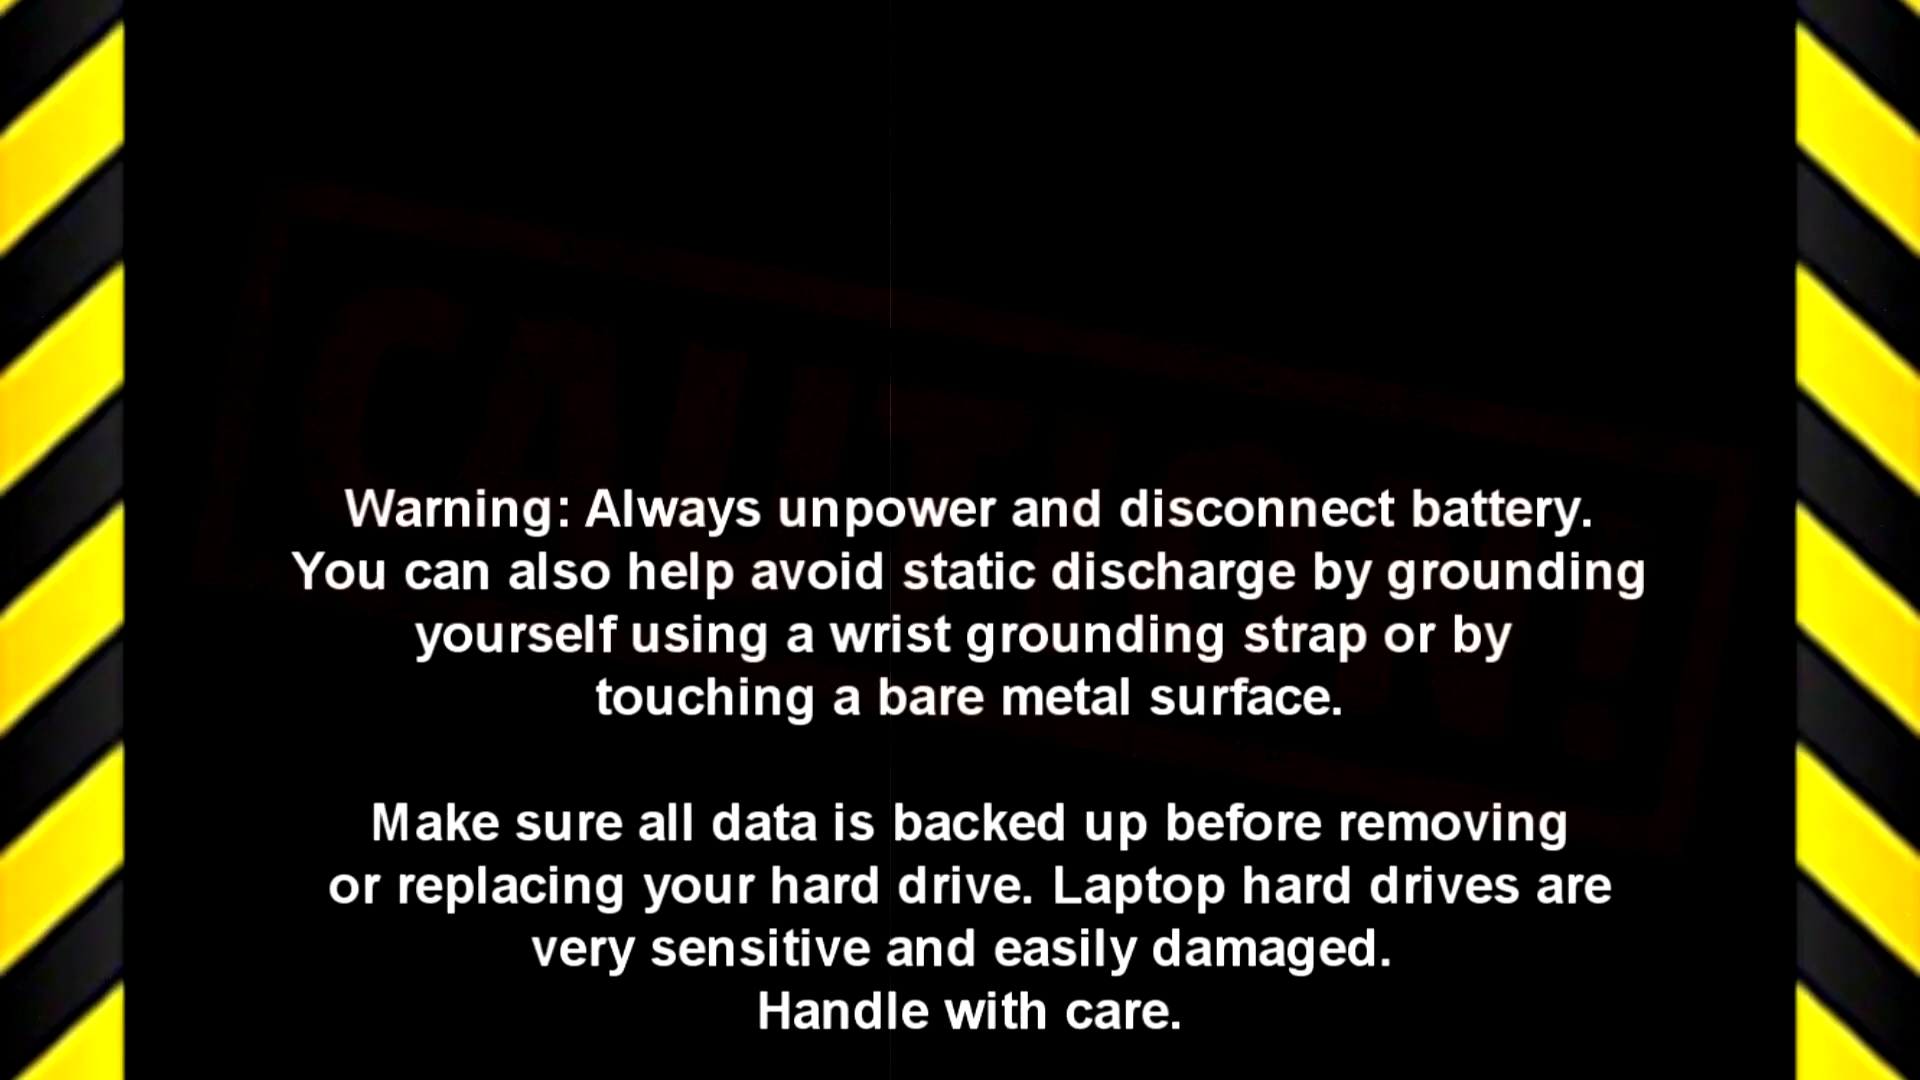 CAUTION!
Warning: Always unpower and disconnect battery.
You can also help avoid static discharge by grounding
yourself using a wrist grounding strap or by
touching a bare metal surface.
Make sure all data is backed up before removing
or replacing your hard drive. Laptop hard drives are
very sensitive and easily damaged.
Handle with care.